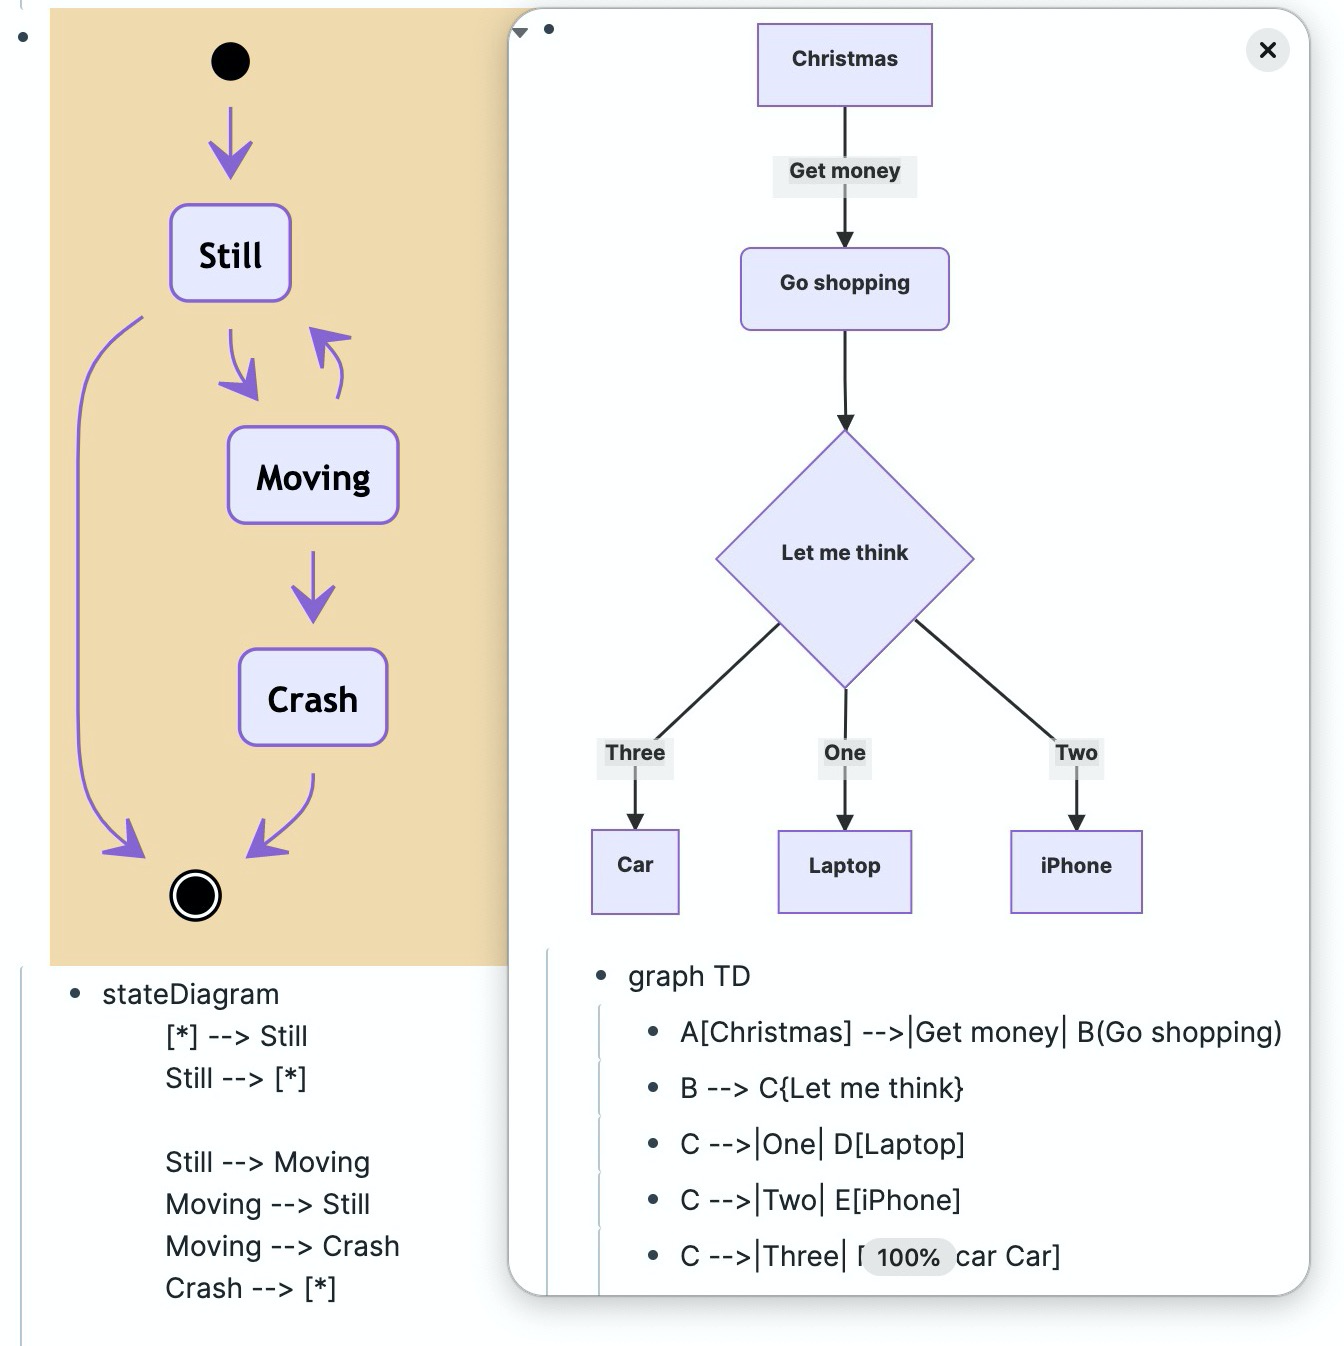 Still
Moving
Crash
stateDiagram
[*] --> Still
Still --> [*]
Still --> Moving
Moving --> Still
Moving --> Crash
Crash --> [*]
Christmas
Get money
Go shopping
Let me think
Three One Two
Car Laptop iPhone
graph TD
A[Christmas] -->|Get money| B(Go shopping)
B --> C{Let me think}
C -->|One| D[Laptop]
C -->|Two| E[iPhone]
C -->|Three| car Car]
100%